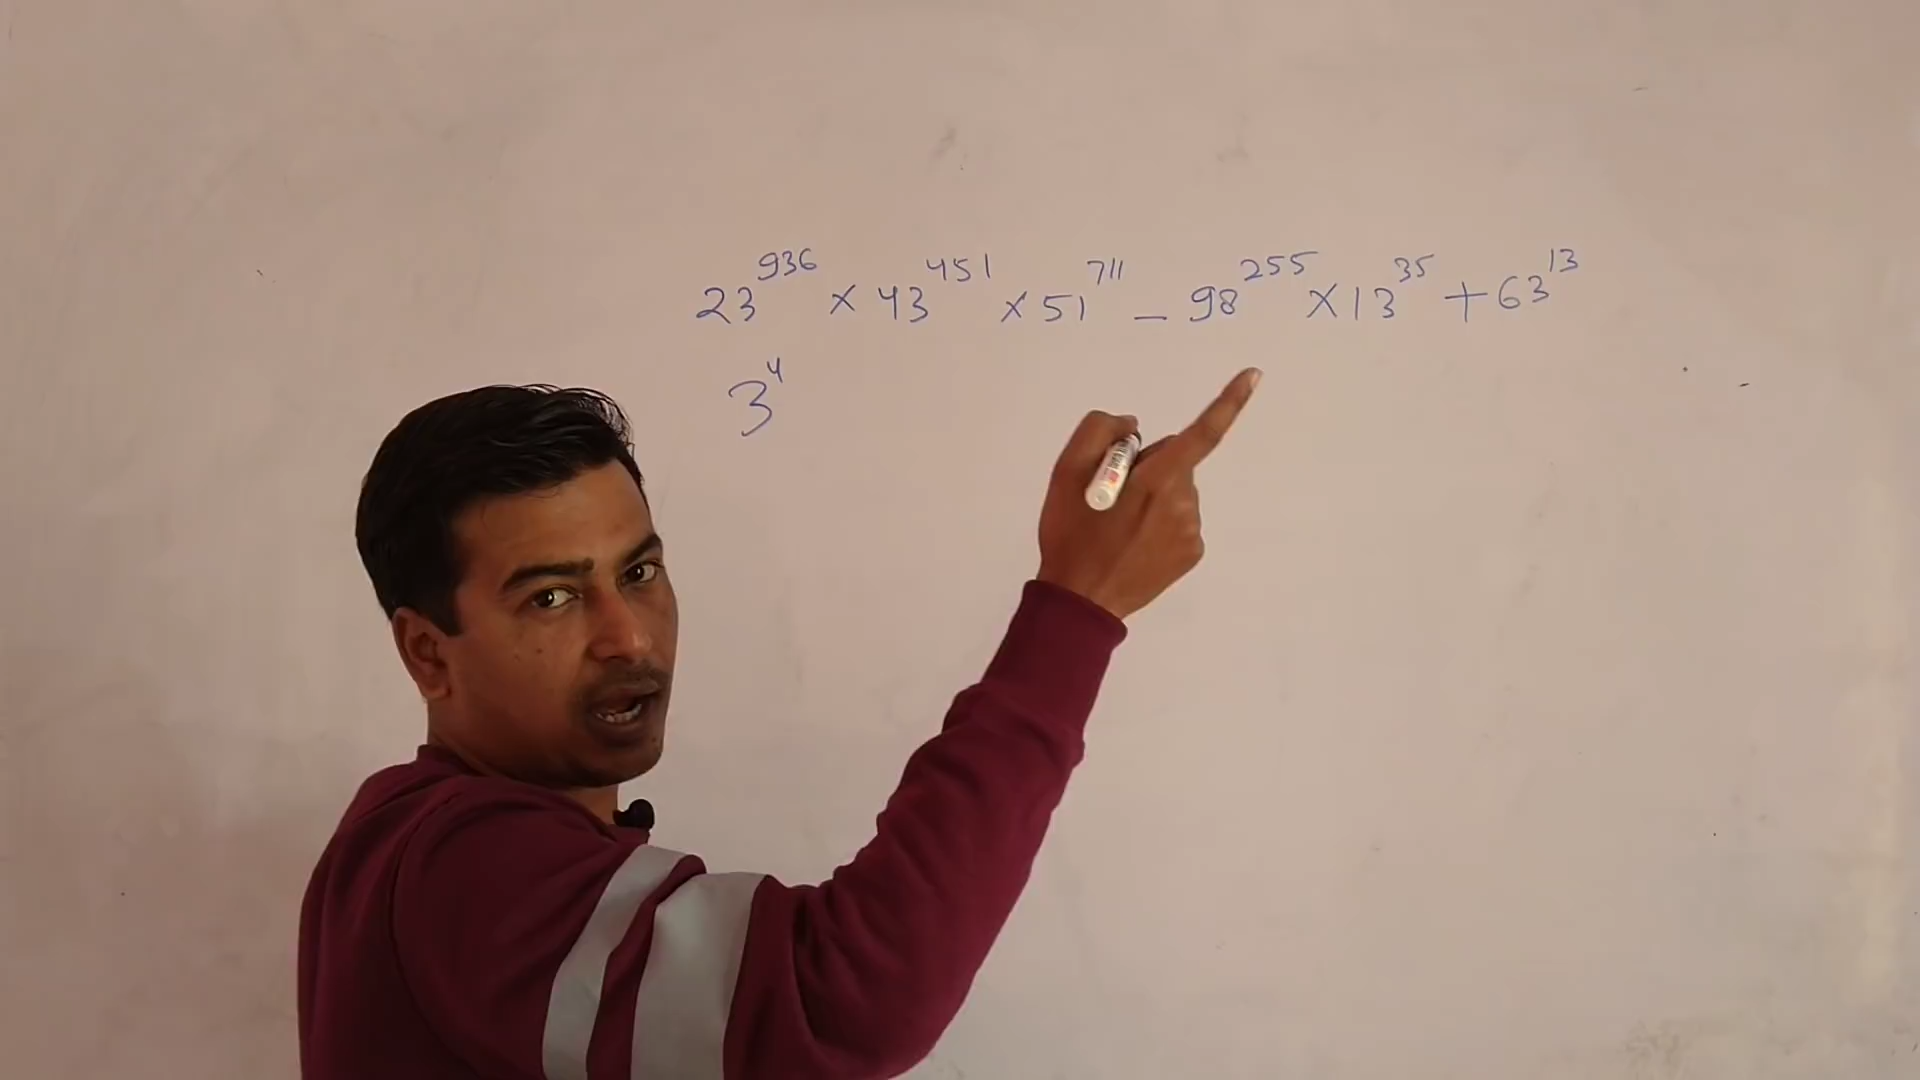 23^936 × 43^451 × 51^711 - 98^255 × 13^35 + 63^13
3^4